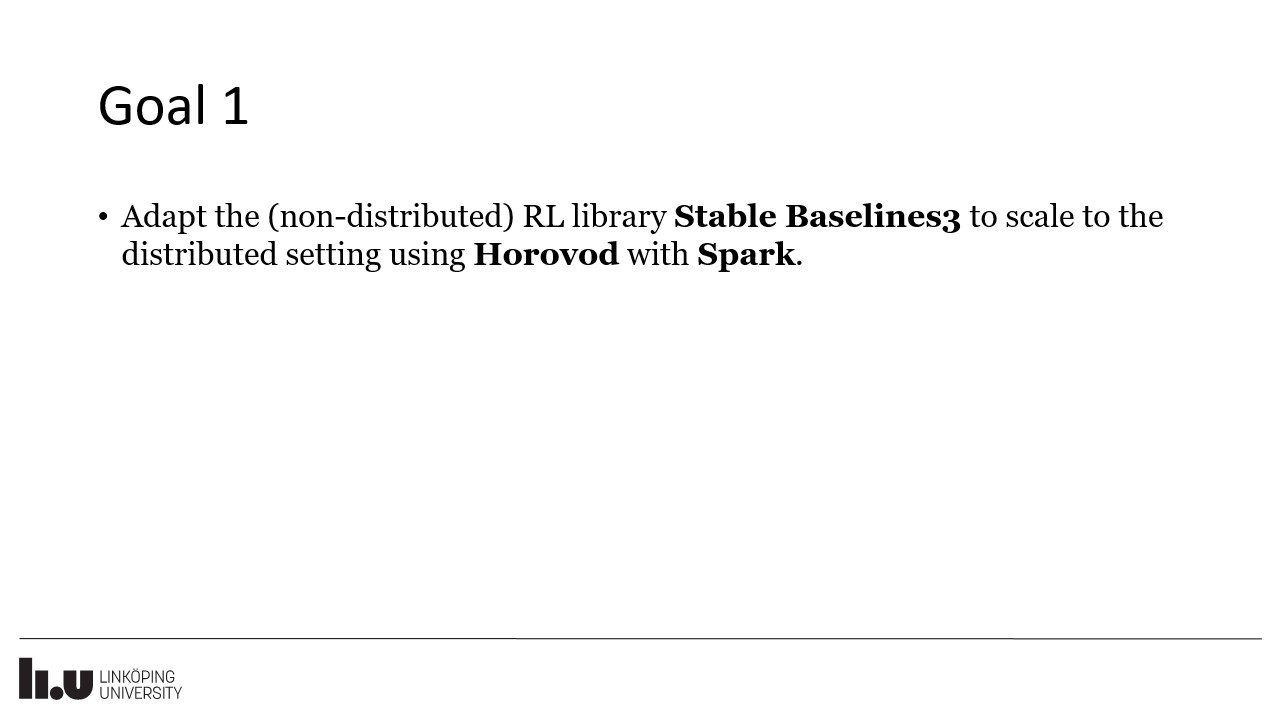 Goal 1
• Adapt the (non-distributed) RL library Stable Baselines3 to scale to the
distributed setting using Horovod with Spark.
li.u LINKÖPING
UNIVERSITY